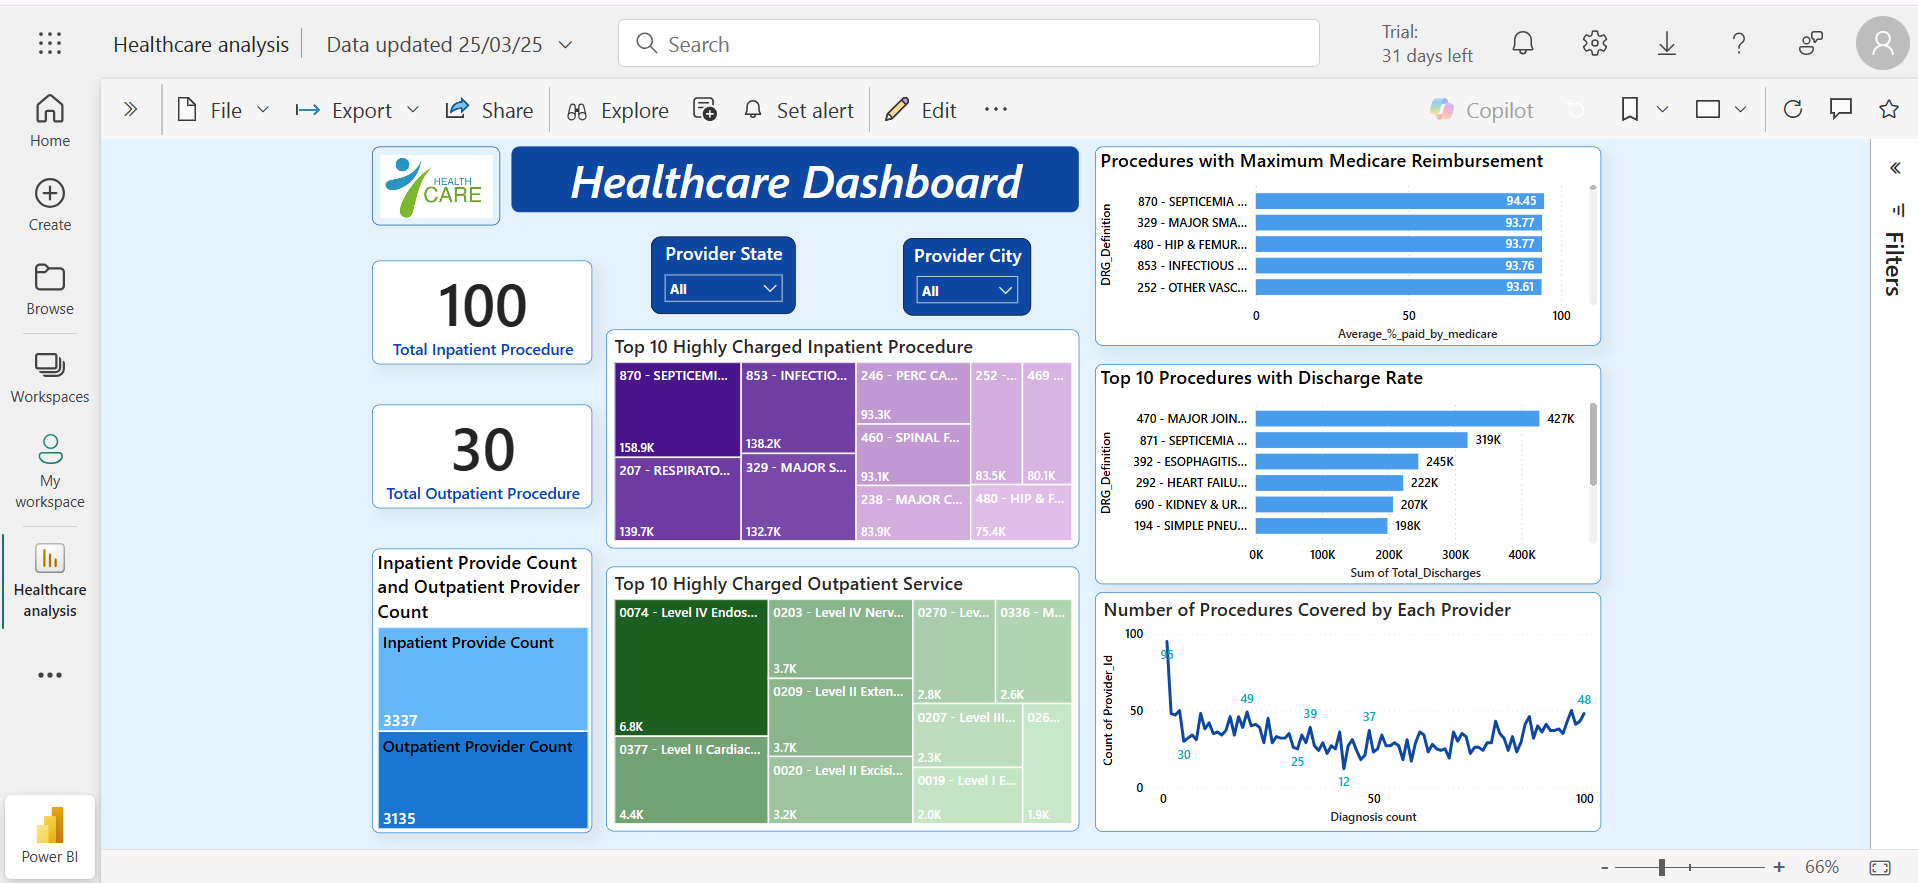 Healthcare analysis
Data updated 25/03/25
Search
Trial:
31 days left
File
Export
Share
Explore
Set alert
Edit
Copilot
Home
Create
Browse
Workspaces
My
workspace
Healthcare
analysis
Power BI
HEALTH
CARE
Healthcare Dashboard
Provider State
All
Provider City
All
100
Total Inpatient Procedure
30
Total Outpatient Procedure
Inpatient Provide Count
and Outpatient Provider
Count
Inpatient Provide Count
3337
Outpatient Provider Count
3135
Top 10 Highly Charged Inpatient Procedure
870 - SEPTICEMI...
158.9K
207 - RESPIRATO...
139.7K
853 - INFECTIO...
138.2K
329 - MAJOR S...
132.7K
246 - PERC CA...
93.3K
460 - SPINAL F...
93.1K
238 - MAJOR C...
83.9K
252 -...
83.5K
469 ...
80.1K
480 - HIP & F...
75.4K
Top 10 Highly Charged Outpatient Service
0074 - Level IV Endos...
6.8K
0377 - Level II Cardiac...
4.4K
0203 - Level IV Nerv...
3.7K
0209 - Level II Exten...
3.7K
0020 - Level II Excisi...
3.2K
0270 - Lev...
2.8K
0336 - M...
2.6K
0207 - Level III...
2.3K
0019 - Level I E...
2.0K
026...
1.9K
Procedures with Maximum Medicare Reimbursement
DRG_Definition
870 - SEPTICEMIA ...
94.45
329 - MAJOR SMA...
93.77
480 - HIP & FEMUR...
93.77
853 - INFECTIOUS ...
93.76
252 - OTHER VASC...
93.61
0
50
100
Average_%_paid_by_medicare
Top 10 Procedures with Discharge Rate
DRG_Definition
470 - MAJOR JOIN...
427K
871 - SEPTICEMIA ...
319K
392 - ESOPHAGITIS...
245K
292 - HEART FAILU...
222K
690 - KIDNEY & UR...
207K
194 - SIMPLE PNEU...
198K
0K
100K
200K
300K
400K
Sum of Total_Discharges
Number of Procedures Covered by Each Provider
Count of Provider_Id
100
50
0
95
30
49
25
39
12
37
48
0
50
100
Diagnosis count
Filters
66%